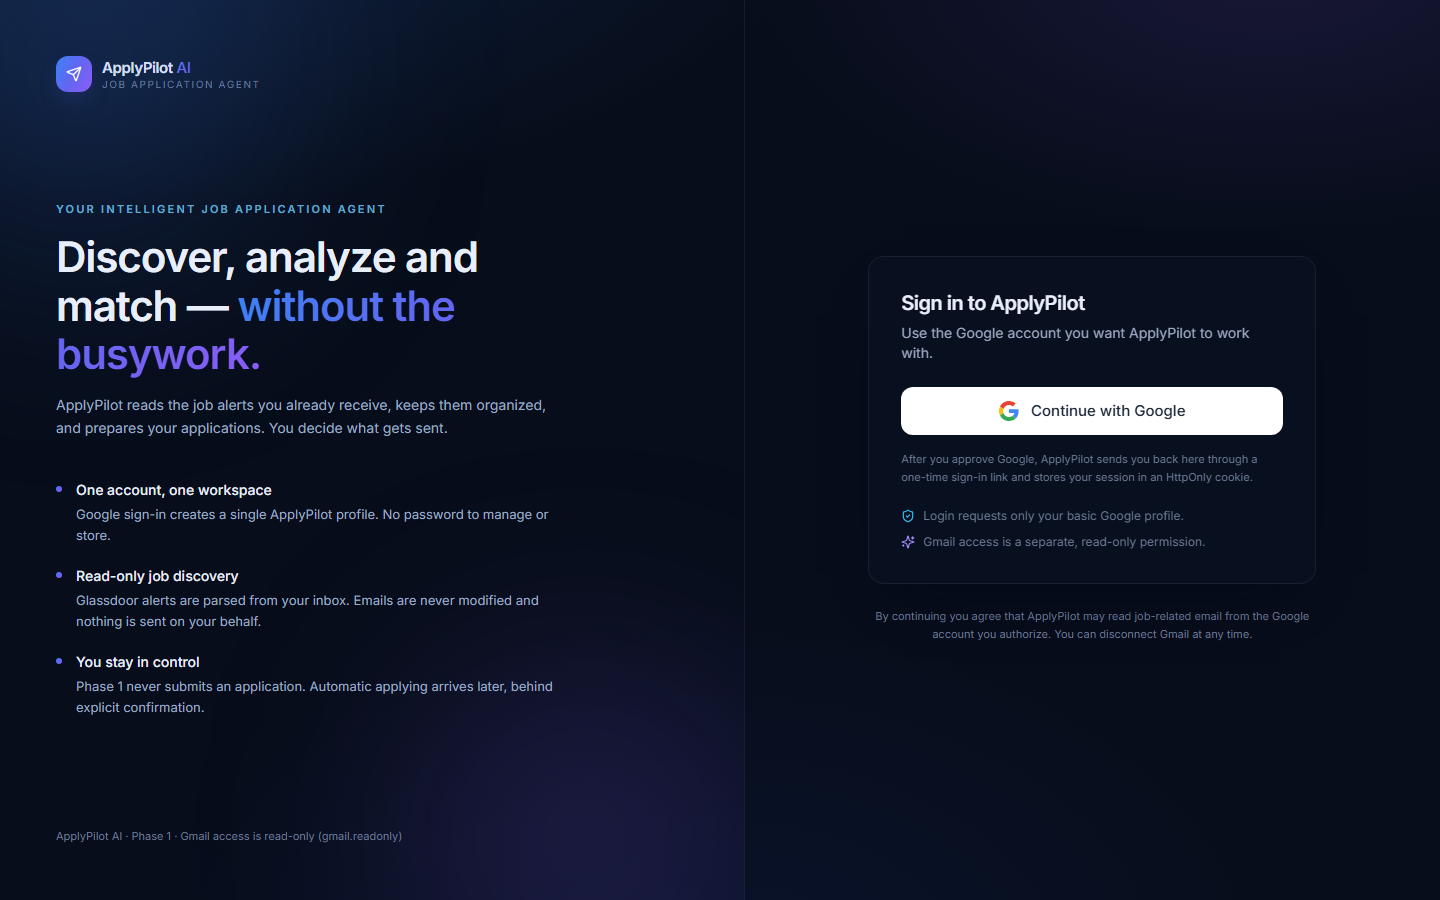 ApplyPilot AI
JOB APPLICATION AGENT
YOUR INTELLIGENT JOB APPLICATION AGENT
Discover, analyze and
match — without the
busywork.
ApplyPilot reads the job alerts you already receive, keeps them organized,
and prepares your applications. You decide what gets sent.
One account, one workspace
Google sign-in creates a single ApplyPilot profile. No password to manage or
store.
Read-only job discovery
Glassdoor alerts are parsed from your inbox. Emails are never modified and
nothing is sent on your behalf.
You stay in control
Phase 1 never submits an application. Automatic applying arrives later, behind
explicit confirmation.
ApplyPilot AI · Phase 1 · Gmail access is read-only (gmail.readonly)
Sign in to ApplyPilot
Use the Google account you want ApplyPilot to work
with.
Continue with Google
After you approve Google, ApplyPilot sends you back here through a
one-time sign-in link and stores your session in an HttpOnly cookie.
Login requests only your basic Google profile.
Gmail access is a separate, read-only permission.
By continuing you agree that ApplyPilot may read job-related email from the Google
account you authorize. You can disconnect Gmail at any time.